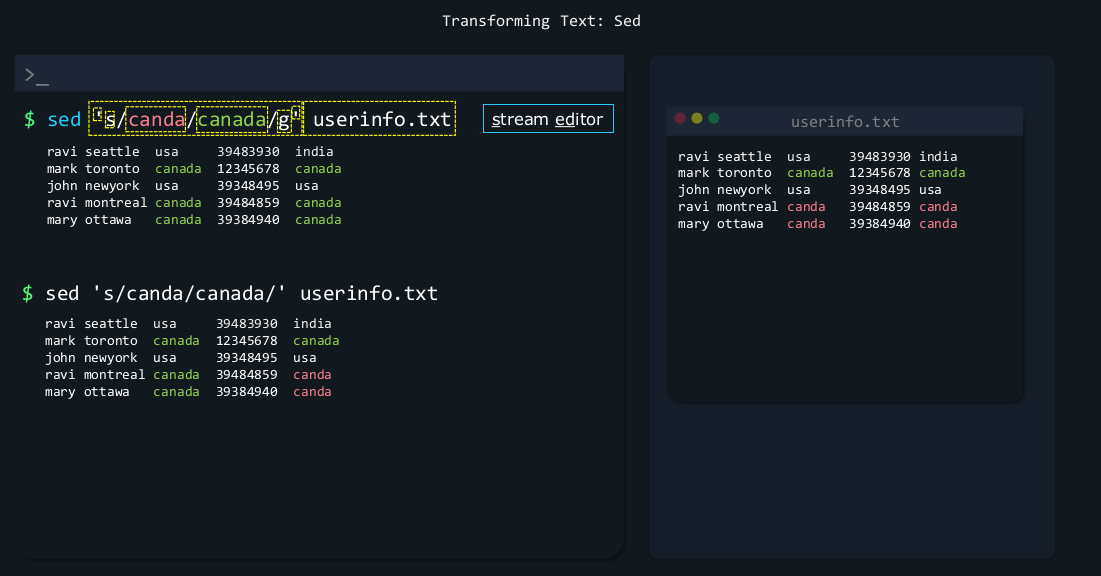 Transforming Text: Sed
>_
$ sed 's/canda/canada/g' userinfo.txt
stream editor
ravi seattle usa 39483930 india
mark toronto canada 12345678 canada
john newyork usa 39348495 usa
ravi montreal canada 39484859 canada
mary ottawa canada 39384940 canada
$ sed 's/canda/canada/' userinfo.txt
ravi seattle usa 39483930 india
mark toronto canada 12345678 canada
john newyork usa 39348495 usa
ravi montreal canada 39484859 canda
mary ottawa canada 39384940 canda
userinfo.txt
ravi seattle usa 39483930 india
mark toronto canada 12345678 canada
john newyork usa 39348495 usa
ravi montreal canda 39484859 canda
mary ottawa canda 39384940 canda